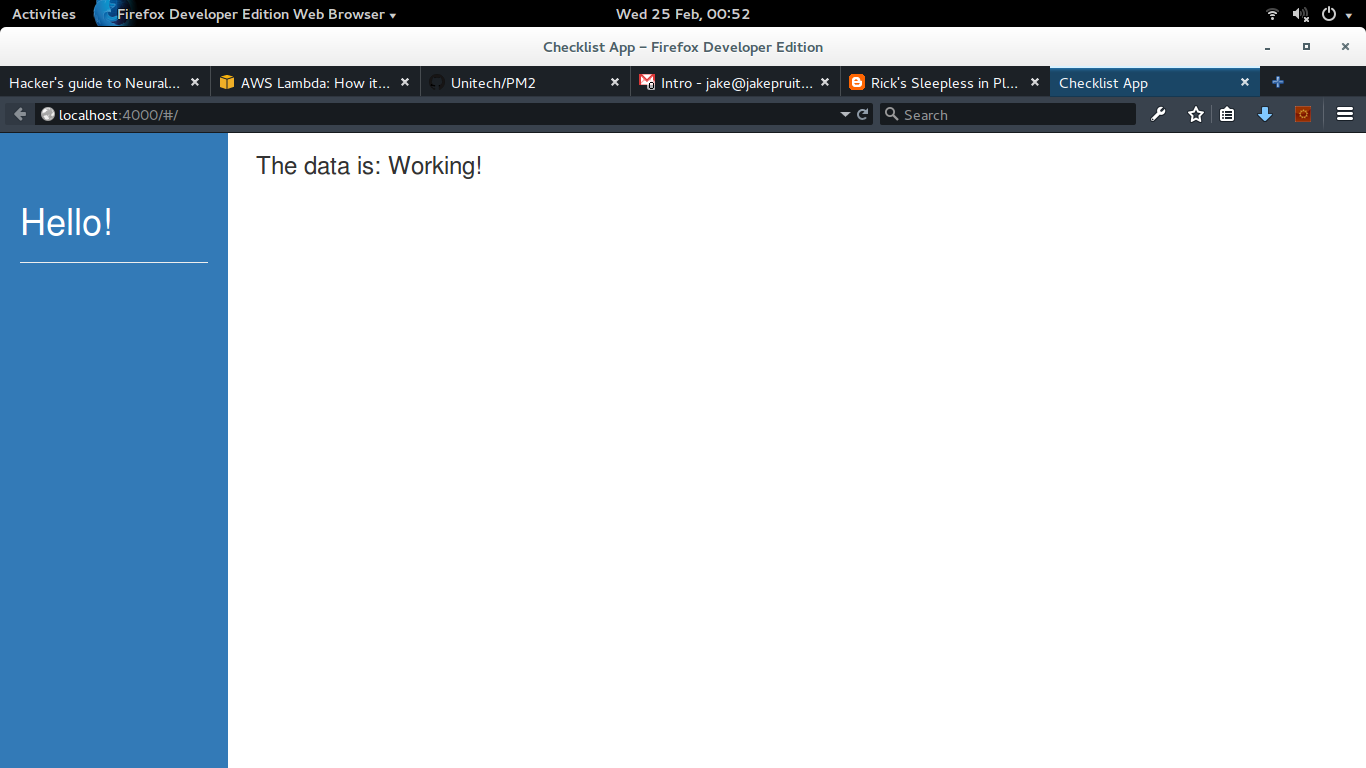 Activities Firefox Developer Edition Web Browser Wed 25 Feb, 00:52
Checklist App – Firefox Developer Edition
Hacker's guide to Neural... AWS Lambda: How it... Unitech/PM2 Intro - jake@jakepruit... Rick's Sleepless in Pl... Checklist App
localhost:4000/#/ Search
The data is: Working!
Hello!